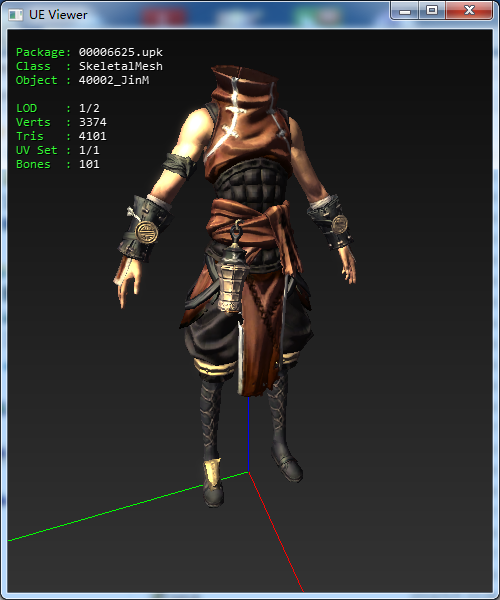 UE Viewer
Package: 00006625.upk
Class : SkeletalMesh
Object : 40002_JinM
LOD : 1/2
Verts : 3374
Tris : 4101
UV Set : 1/1
Bones : 101